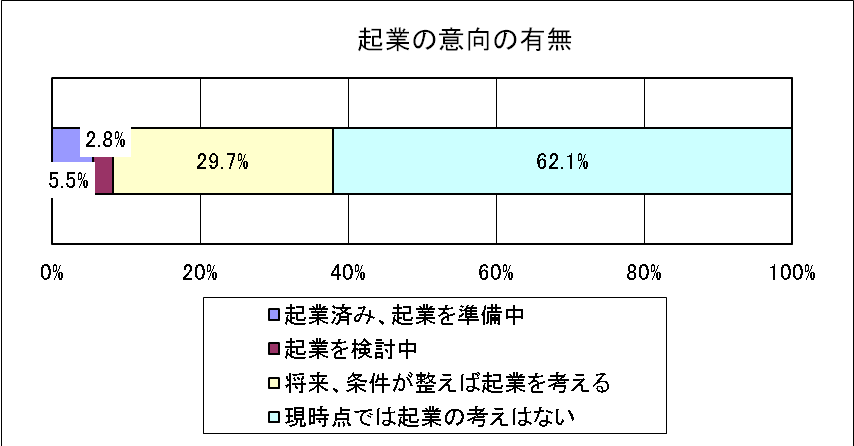 起業の意向の有無
2.8%
29.7%
62.1%
5.5%
0%
20%
40%
60%
80%
100%
起業済み、起業を準備中
起業を検討中
将来、条件が整えば起業を考える
現時点では起業の考えはない